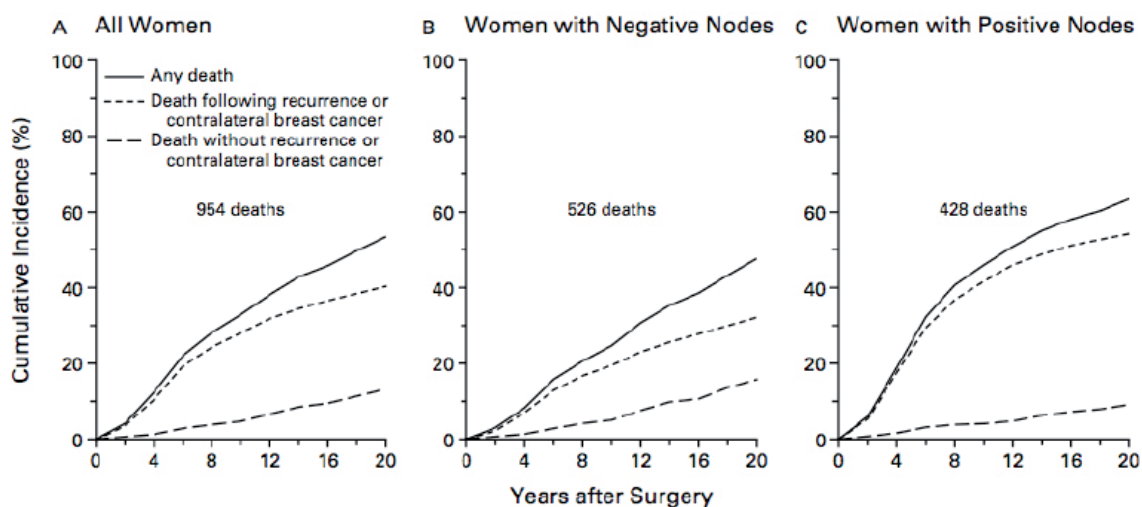 A All Women
B Women with Negative Nodes
C Women with Positive Nodes
Cumulative Incidence (%)
100
80
60
40
20
0
Any death
Death following recurrence or
contralateral breast cancer
Death without recurrence or
contralateral breast cancer
954 deaths
0 4 8 12 16 20
100
80
60
40
20
0
526 deaths
0 4 8 12 16 20
100
80
60
40
20
0
428 deaths
0 4 8 12 16 20
Years after Surgery